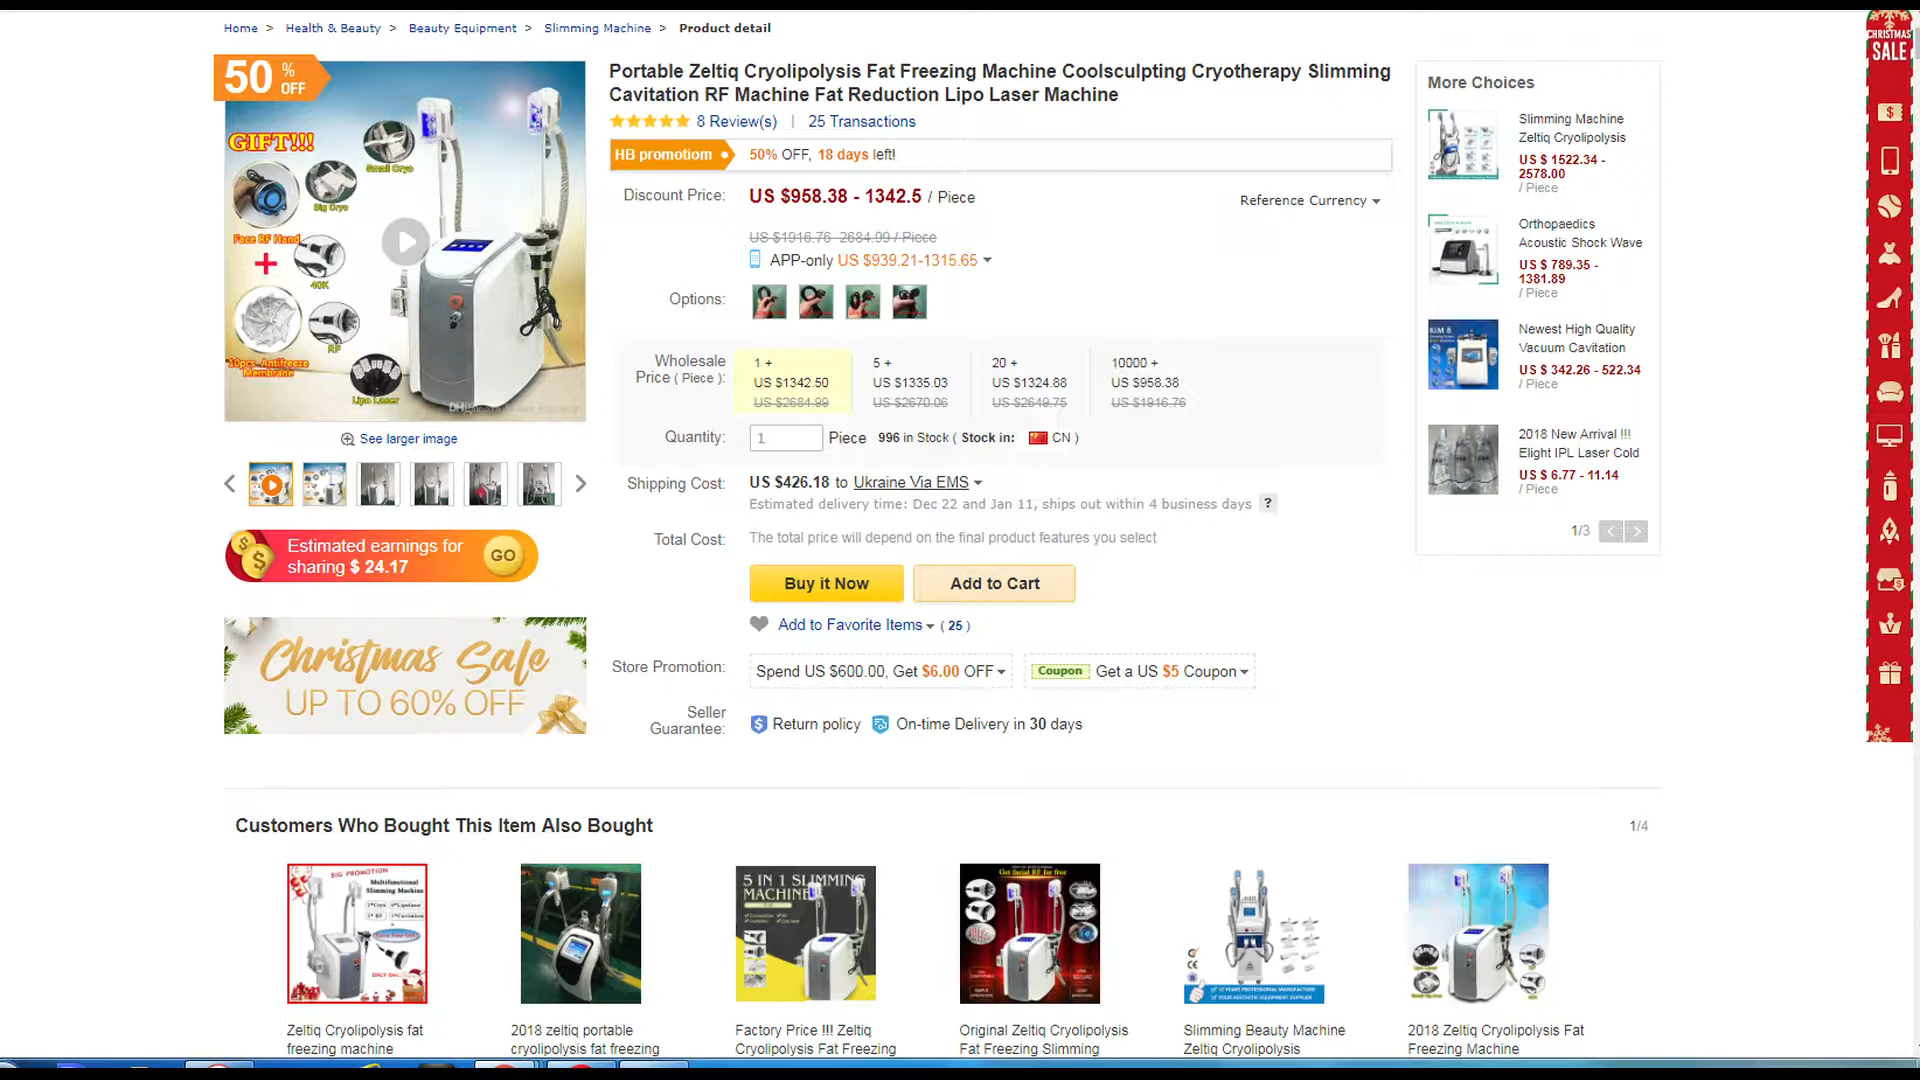 Home > Health & Beauty > Beauty Equipment > Slimming Machine > Product detail
50 % OFF
GIFT!!!
Small Cryo
Big Cryo
Face RF Hand
40K
RF
10pcs Antifreeze
Membrane
Lipo Laser
See larger image
Estimated earnings for
sharing $ 24.17
GO
Christmas Sale
UP TO 60% OFF
Portable Zeltiq Cryolipolysis Fat Freezing Machine Coolsculpting Cryotherapy Slimming
Cavitation RF Machine Fat Reduction Lipo Laser Machine
8 Review(s) | 25 Transactions
HB promotiom 50% OFF, 18 days left!
Discount Price: US $958.38 - 1342.5 / Piece
Reference Currency
US $1916.76 -2684.99 / Piece
APP-only US $939.21-1315.65
Options:
Wholesale
Price ( Piece ):
1 +
US $1342.50
US $2684.99
5 +
US $1335.03
US $2670.06
20 +
US $1324.88
US $2649.75
10000 +
US $958.38
US $1916.76
Quantity: 1 Piece 996 in Stock ( Stock in: CN )
Shipping Cost: US $426.18 to Ukraine Via EMS
Estimated delivery time: Dec 22 and Jan 11, ships out within 4 business days ?
Total Cost: The total price will depend on the final product features you select
Buy it Now
Add to Cart
Add to Favorite Items ( 25 )
Store Promotion: Spend US $600.00, Get $6.00 OFF
Coupon Get a US $5 Coupon
Seller
Guarantee:
Return policy On-time Delivery in 30 days
More Choices
Slimming Machine
Zeltiq Cryolipolysis
US $ 1522.34 -
2578.00
/ Piece
Orthopaedics
Acoustic Shock Wave
US $ 789.35 -
1381.89
/ Piece
KIM 8
Newest High Quality
Vacuum Cavitation
US $ 342.26 - 522.34
/ Piece
2018 New Arrival !!!
Elight IPL Laser Cold
US $ 6.77 - 11.14
/ Piece
1/3
CHRISTMAS
SALE
Customers Who Bought This Item Also Bought
1/4
BIG PROMOTION
Multifunctional
Slimming Machine
5 IN 1 SLIMMING
MACHINE
Get facial RF for free
Zeltiq Cryolipolysis fat
freezing machine
2018 zeltiq portable
cryolipolysis fat freezing
Factory Price !!! Zeltiq
Cryolipolysis Fat Freezing
Original Zeltiq Cryolipolysis
Fat Freezing Slimming
Slimming Beauty Machine
Zeltiq Cryolipolysis
2018 Zeltiq Cryolipolysis Fat
Freezing Machine